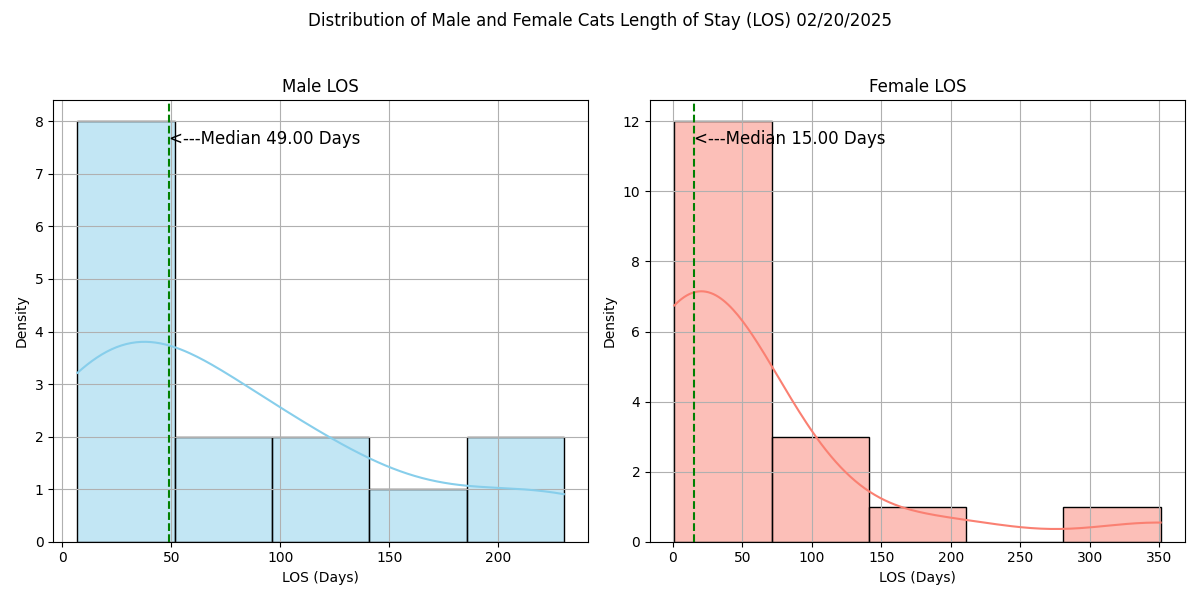 Distribution of Male and Female Cats Length of Stay (LOS) 02/20/2025
Male LOS
8
7
6
5
4
3
2
1
0
Density
<---Median 49.00 Days
0 50 100 150 200
LOS (Days)
Female LOS
12
10
8
6
4
2
0
Density
<---Median 15.00 Days
0 50 100 150 200 250 300 350
LOS (Days)